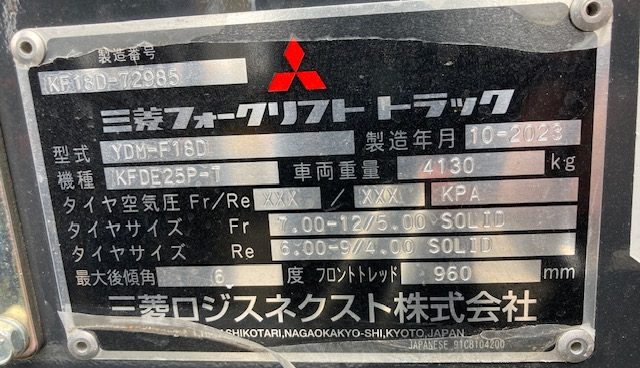 製造番号
KF18D-72985
三菱フォークリフト トラック
型式 YDM-F18D 製造年月 10-2023
機種 KFDE25P-T 車両重量 4130 kg
タイヤ空気圧 Fr/Re XXX / XXX KPA
タイヤサイズ Fr 7.00-12/5.00 SOLID
タイヤサイズ Re 6.00-9/4.00 SOLID
最大後傾角 6 度 フロントトレッド 960 mm
三菱ロジスネクスト株式会社
NAGAOKAKYO-SHI,KYOTO,JAPAN
JAPANESE 91C8104200